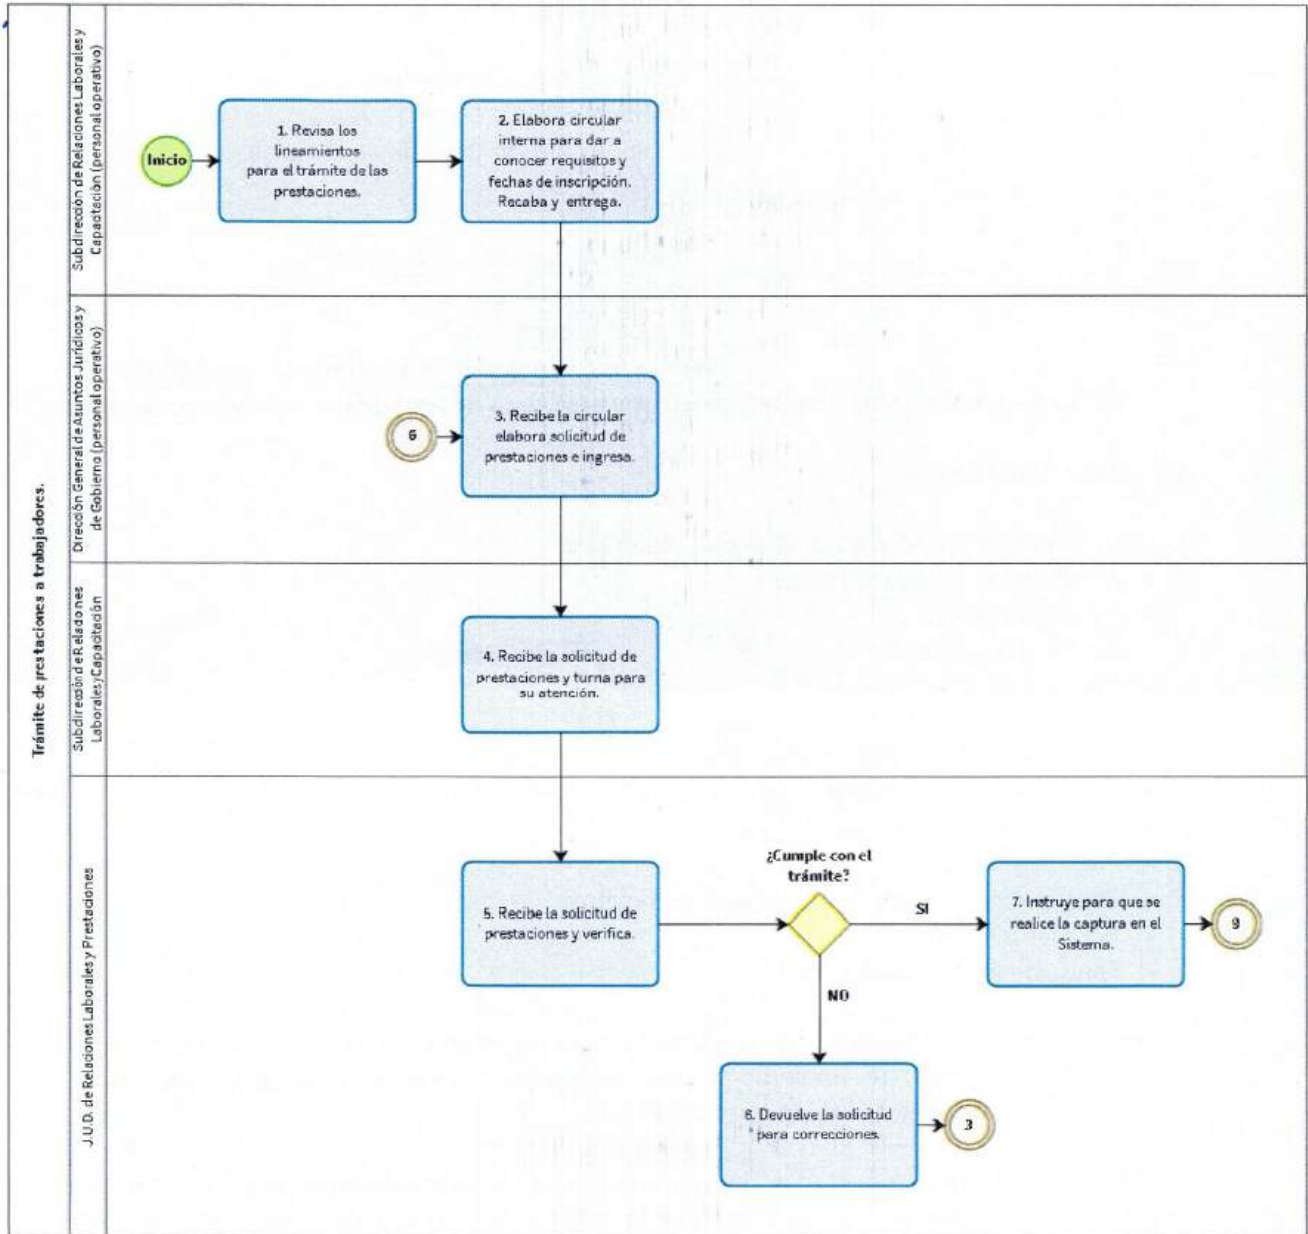 Trámite de prestaciones a trabajadores.
Subdirección de Relaciones Laborales y
Capacitación (personal operativo)
Inicio
1. Revisa los
lineamientos
para el trámite de las
prestaciones.
2. Elabora circular
interna para dar a
conocer requisitos y
fechas de inscripción.
Recaba y entrega.
Dirección General de Asuntos Jurídicos y
de Gobierno (personal operativo)
6
3. Recibe la circular
elabora solicitud de
prestaciones e ingresa.
Subdirección de Relaciones
Laborales y Capacitación
4. Recibe la solicitud de
prestaciones y turna para
su atención.
J.U.D. de Relaciones Laborales y Prestaciones
5. Recibe la solicitud de
prestaciones y verifica.
¿Cumple con el
trámite?
SI
7. Instruye para que se
realice la captura en el
Sistema.
9
NO
6. Devuelve la solicitud
para correcciones.
3